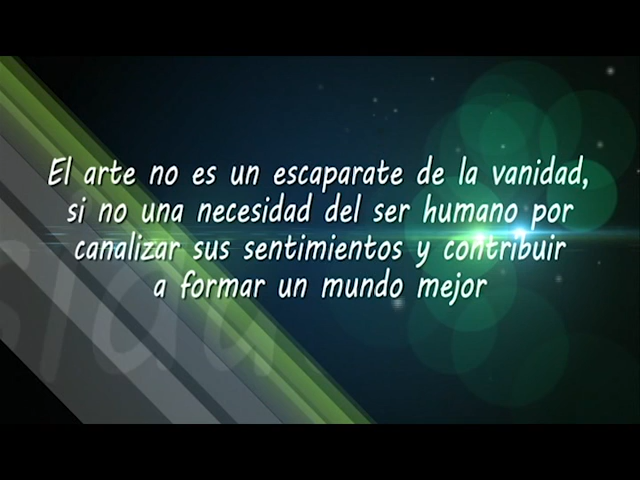 El arte no es un escaparate de la vanidad,
si no una necesidad del ser humano por
canalizar sus sentimientos y contribuir
a formar un mundo mejor